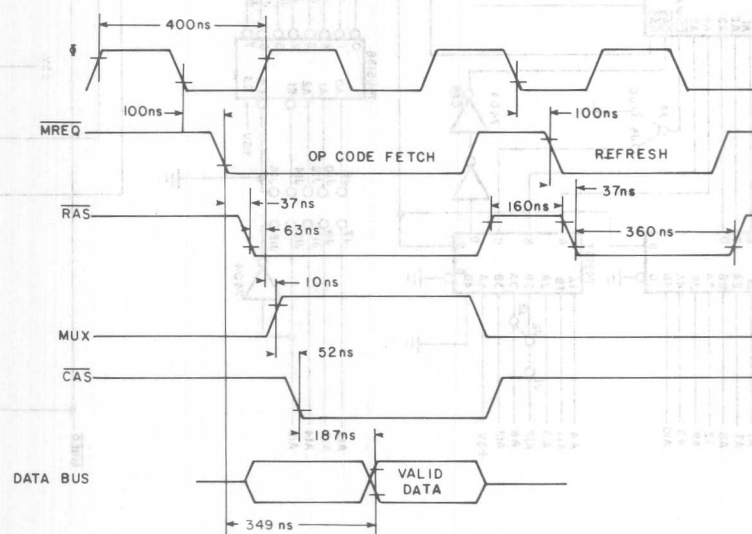 400ns
Φ
100ns
100ns
MREQ
OP CODE FETCH
REFRESH
37ns
37ns
RAS
160ns
63ns
360ns
10ns
MUX
52ns
CAS
187ns
DATA BUS
VALID
DATA
349 ns